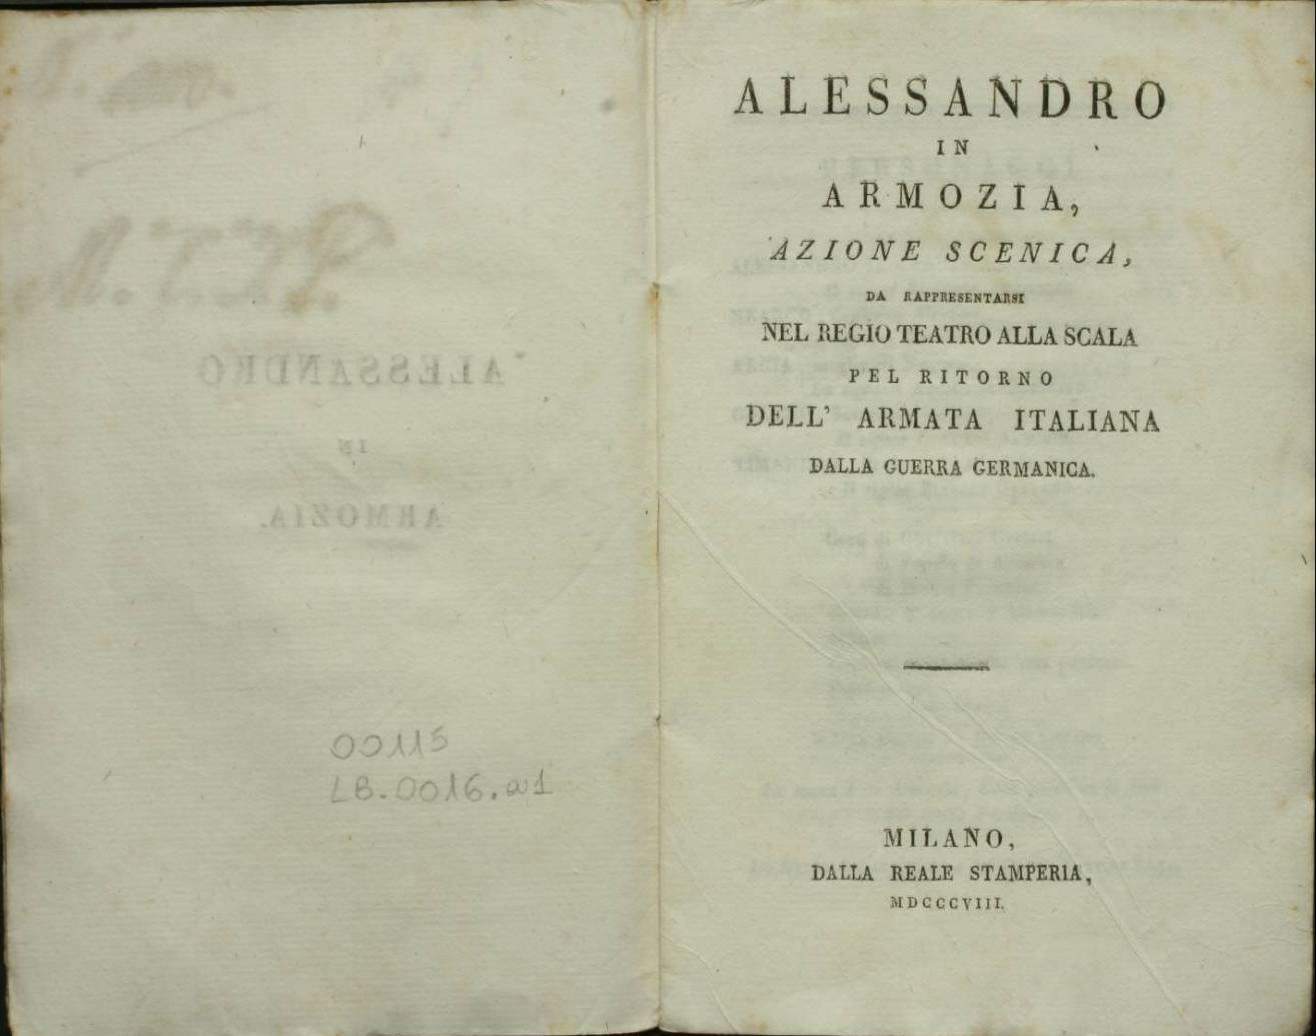 00115
LB.0016.a1
ALESSANDRO
IN
ARMOZIA,
AZIONE SCENICA,
DA RAPPRESENTARSI
NEL REGIO TEATRO ALLA SCALA
PEL RITORNO
DELL' ARMATA ITALIANA
DALLA GUERRA GERMANICA.
MILANO,
DALLA REALE STAMPERIA,
MDCCCVIII.